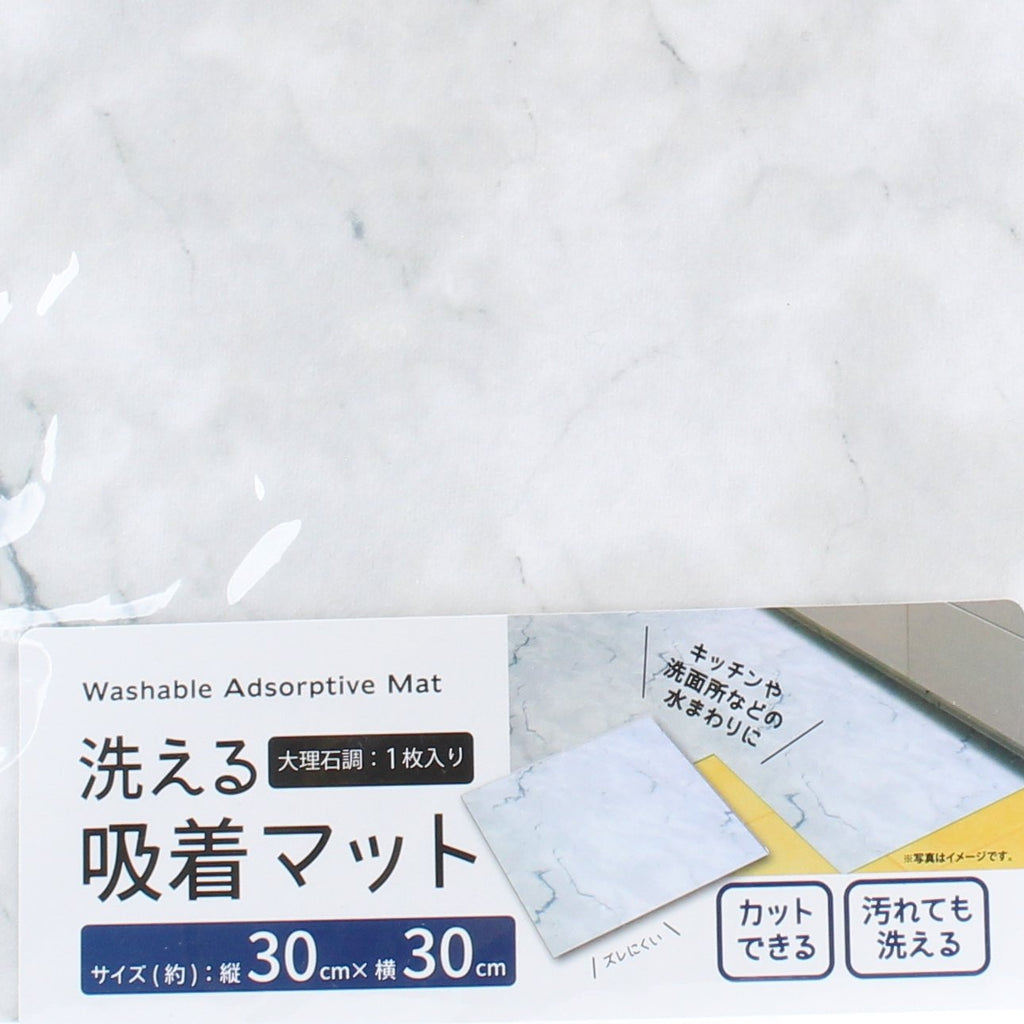 Washable Adsorptive Mat
洗える
大理石調：1枚入り
吸着マット
サイズ(約)：縦30cm×横30cm
キッチンや
洗面所などの
水まわりに
※写真はイメージです。
ズレにくい
カット
できる
汚れても
洗える